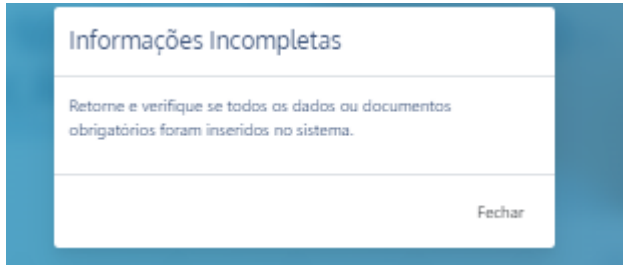 Informações Incompletas
Retorne e verifique se todos os dados ou documentos
obrigatórios foram inseridos no sistema.
Fechar